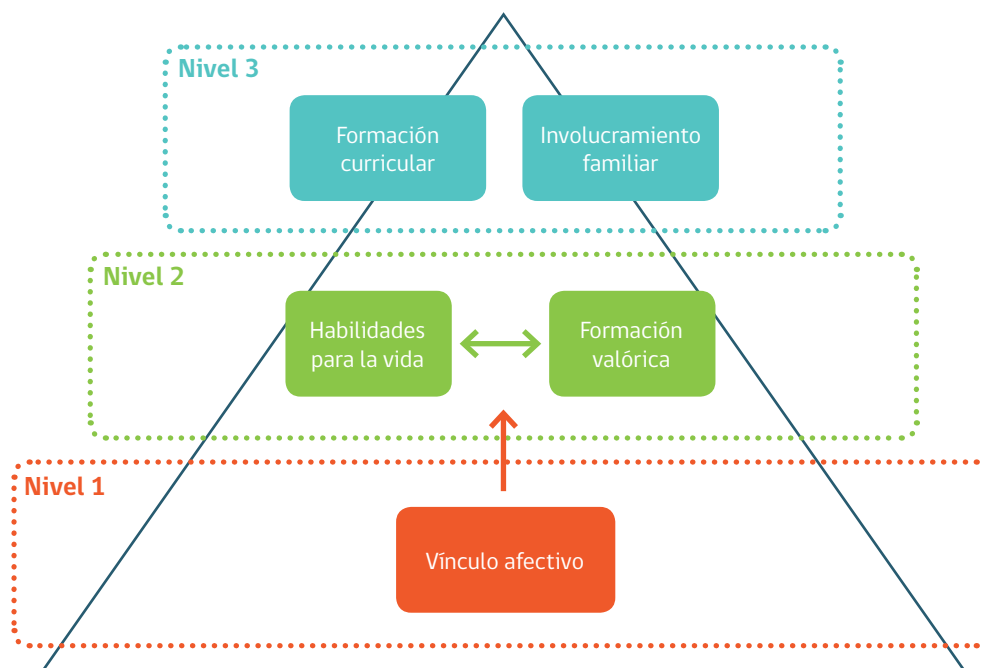 Nivel 3
Formación
curricular
Involucramiento
familiar
Nivel 2
Habilidades
para la vida
Formación
valórica
Nivel 1
Vínculo afectivo